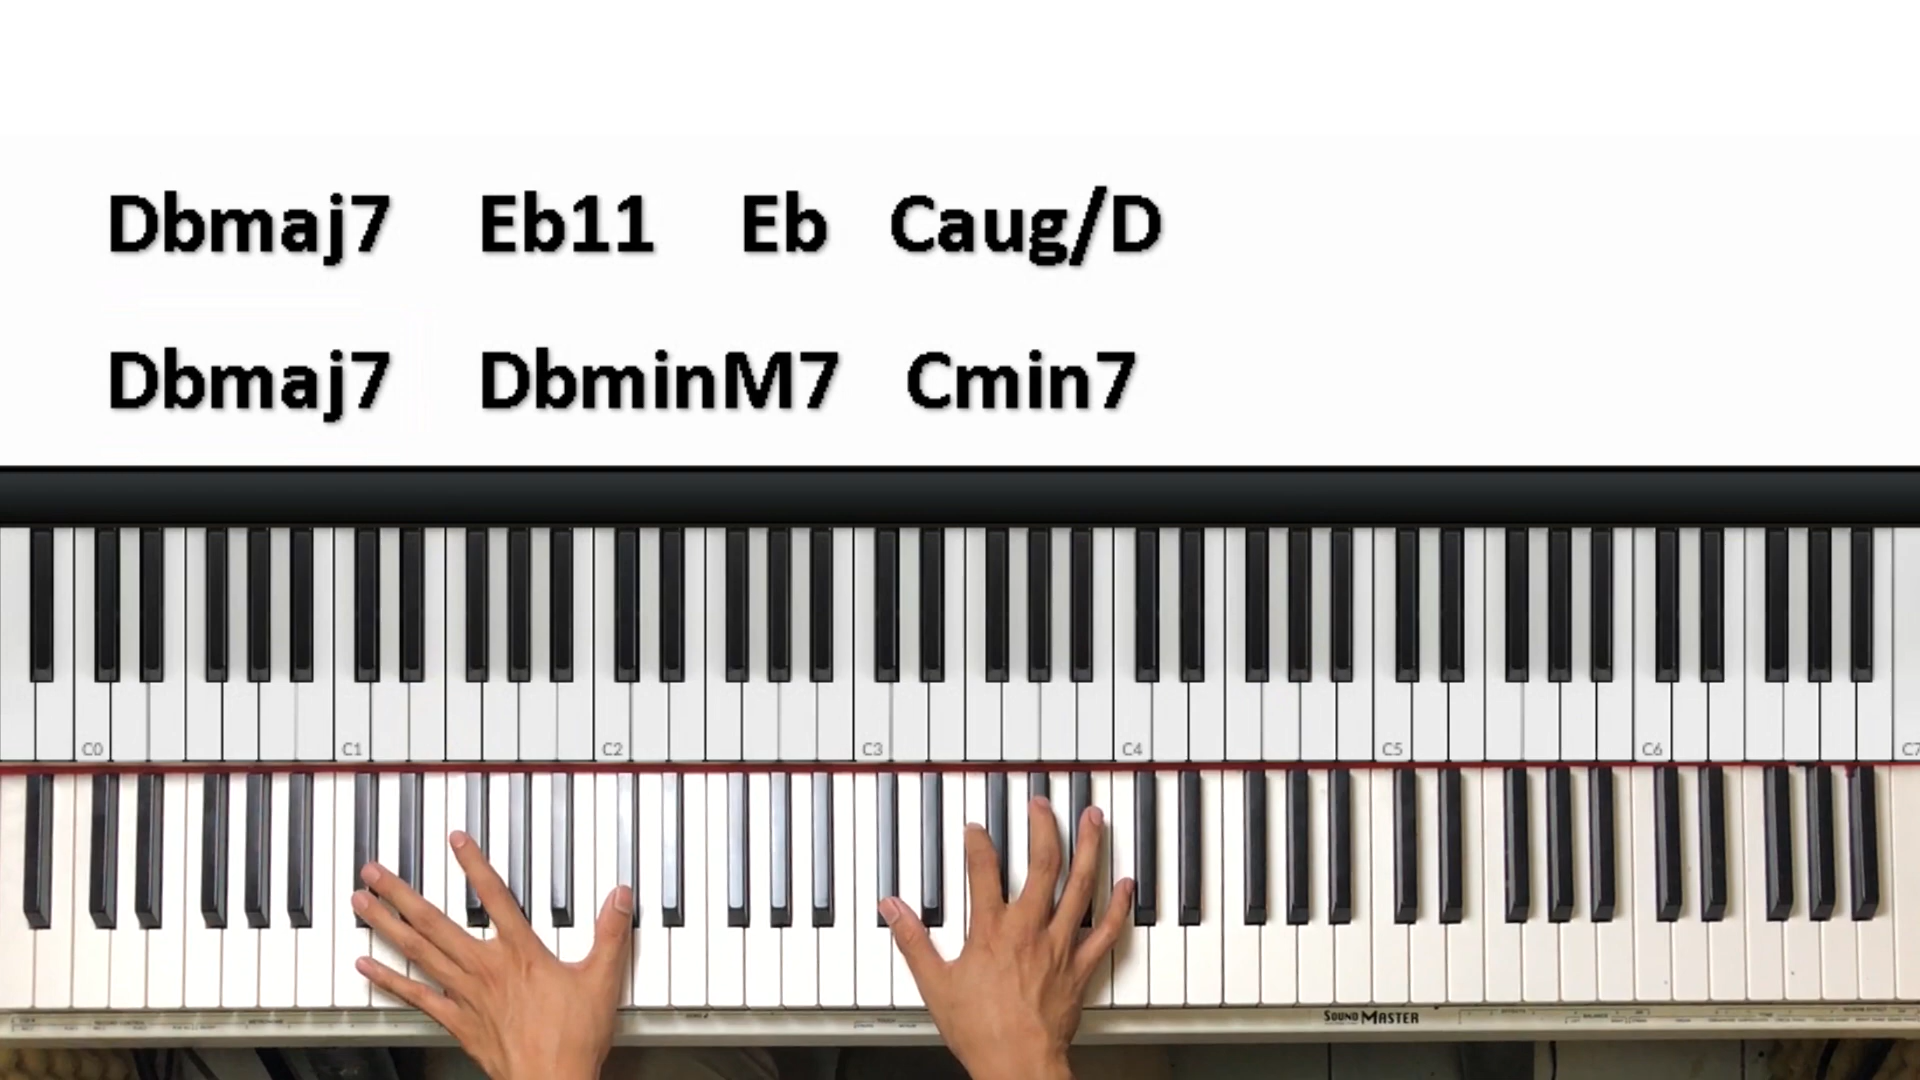 Dbmaj7 Eb11 Eb Caug/D
Dbmaj7 DbminM7 Cmin7
C0 C1 C2 C3 C4 C5 C6 C7
SOUND MASTER